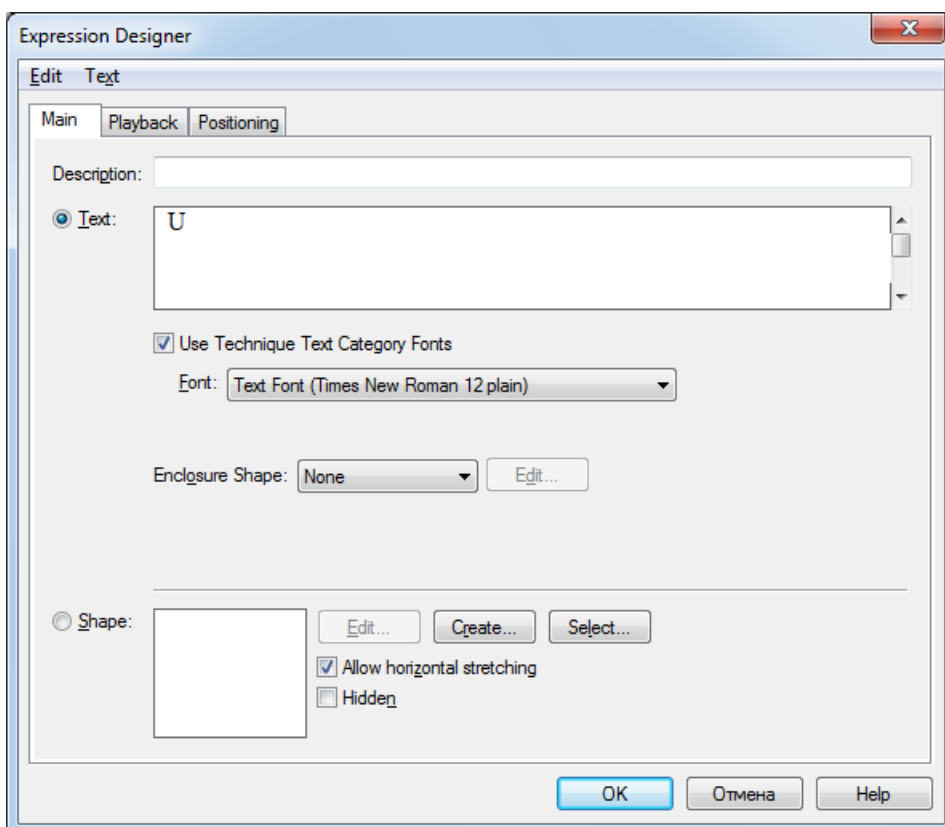 Expression Designer
Edit Text
Main Playback Positioning
Description:
Text: U
Use Technique Text Category Fonts
Font: Text Font (Times New Roman 12 plain)
Enclosure Shape: None Edit...
Shape: Edit... Create... Select...
Allow horizontal stretching
Hidden
OK Отмена Help